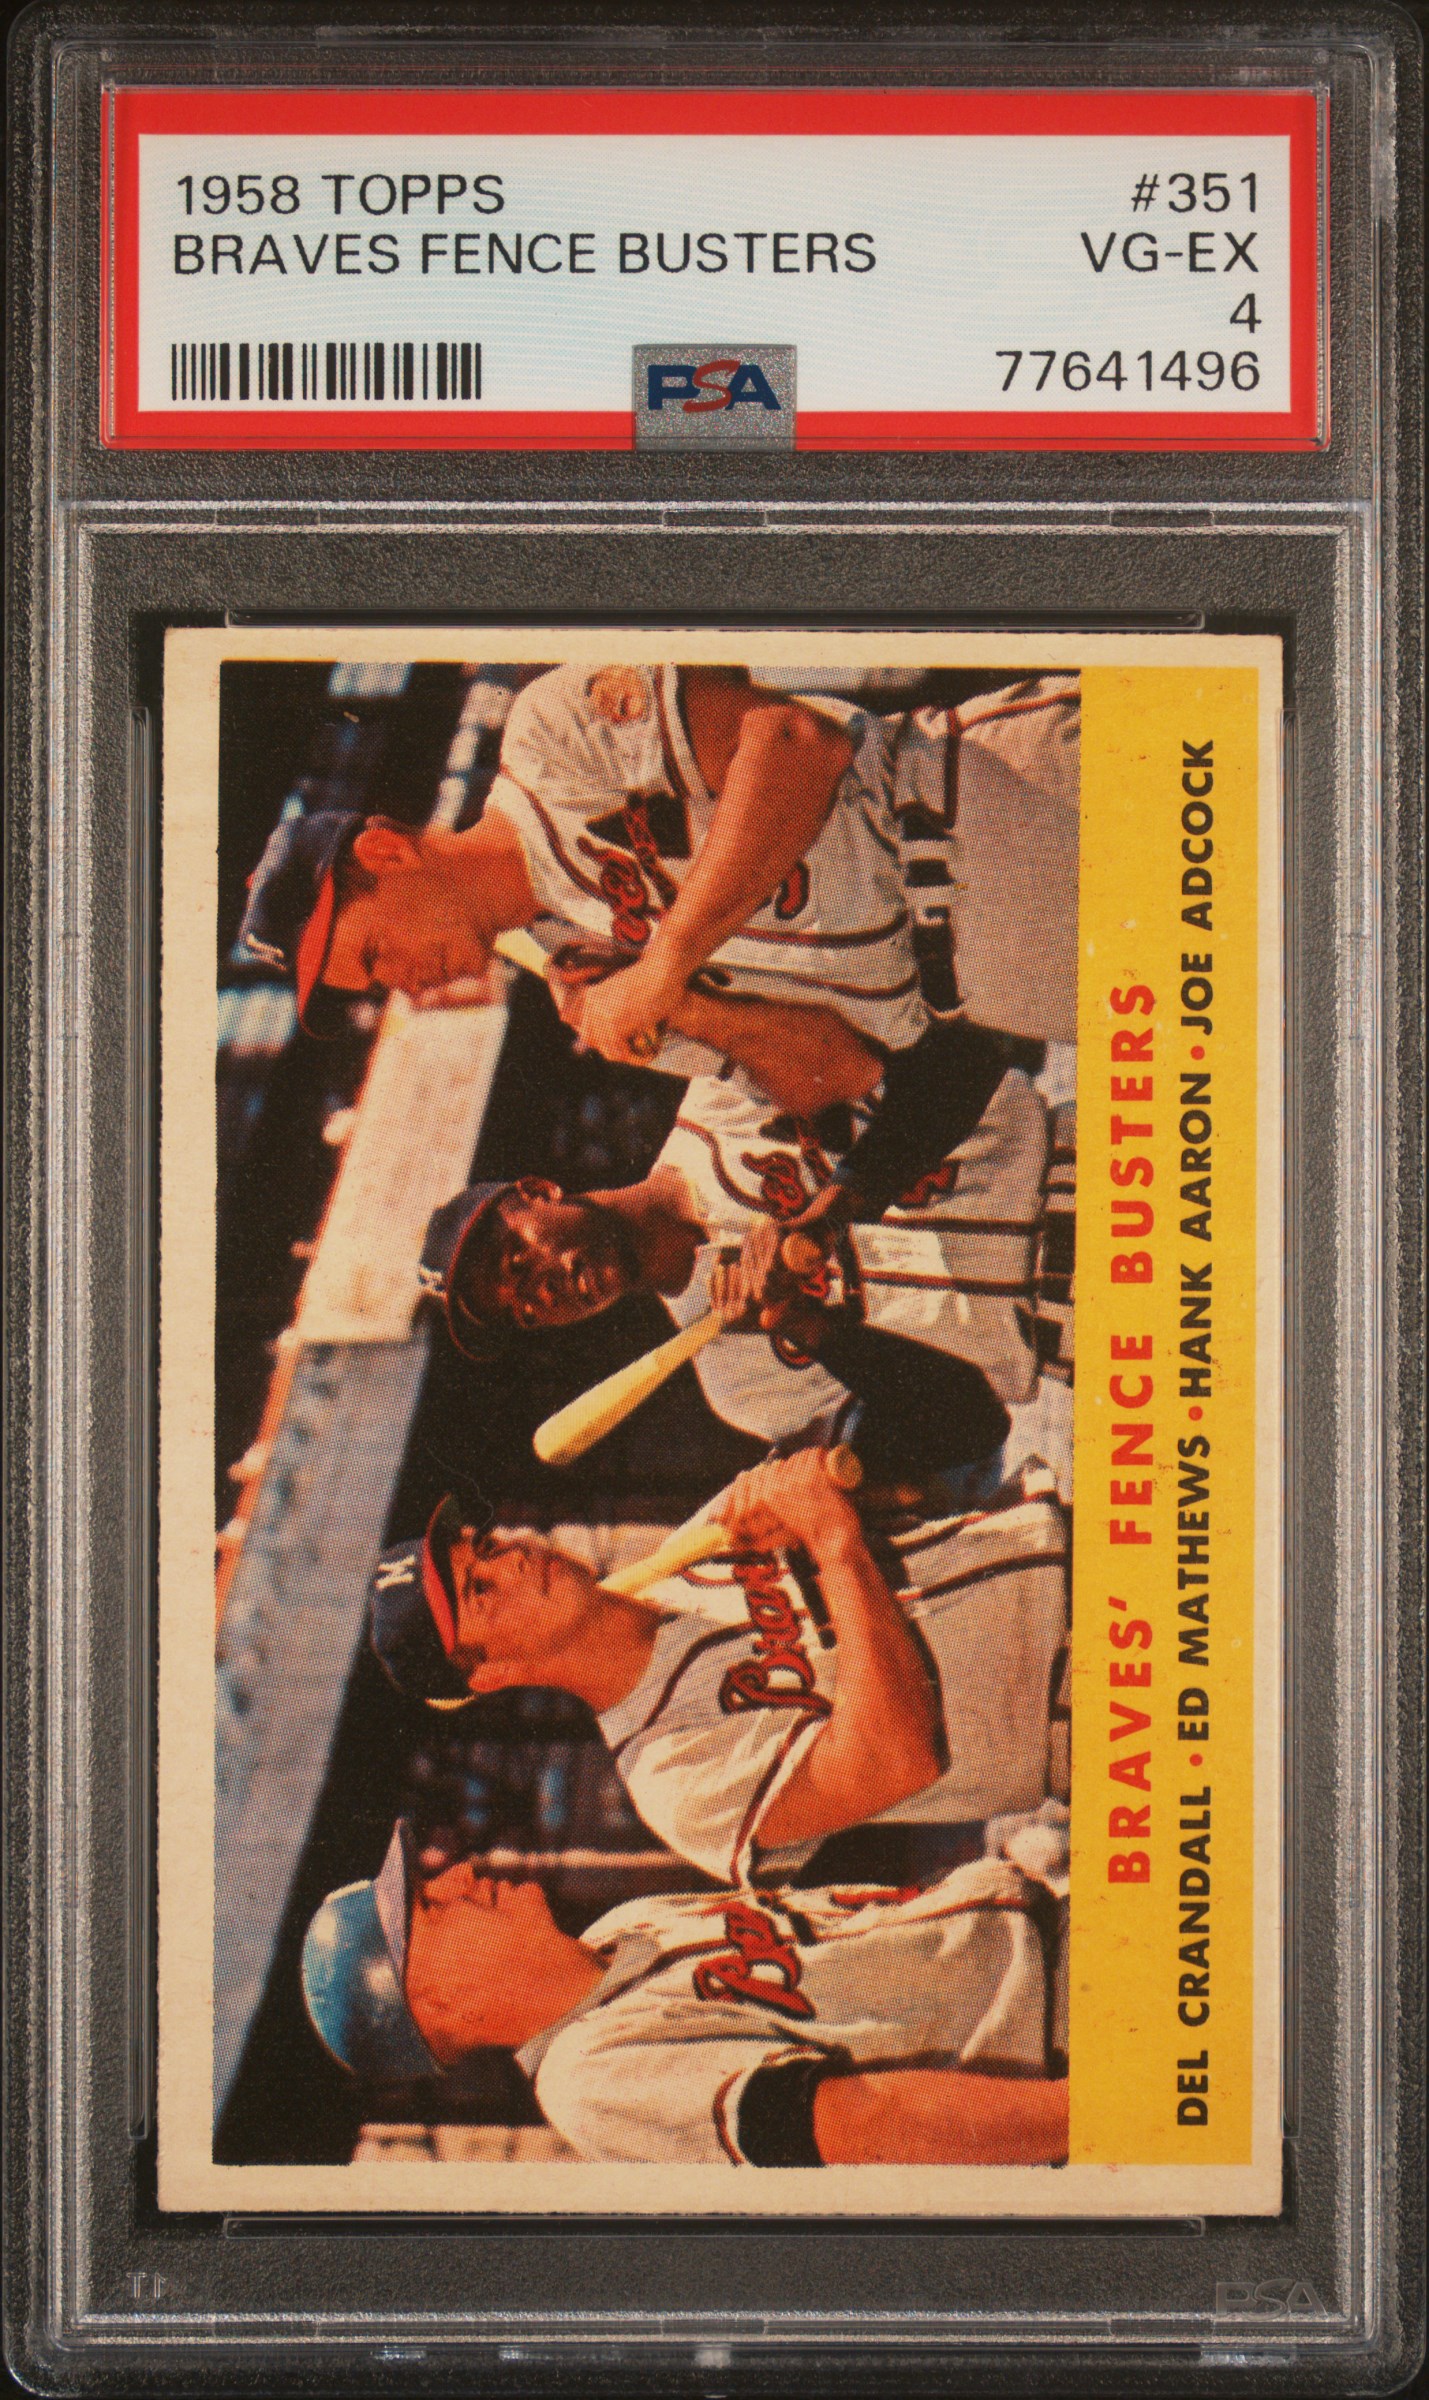 1958 TOPPS #351
BRAVES FENCE BUSTERS VG-EX
4
PSA 77641496
BRAVES' FENCE BUSTERS
DEL CRANDALL • ED MATHEWS • HANK AARON • JOE ADCOCK
M
M
M
Braves
PSA